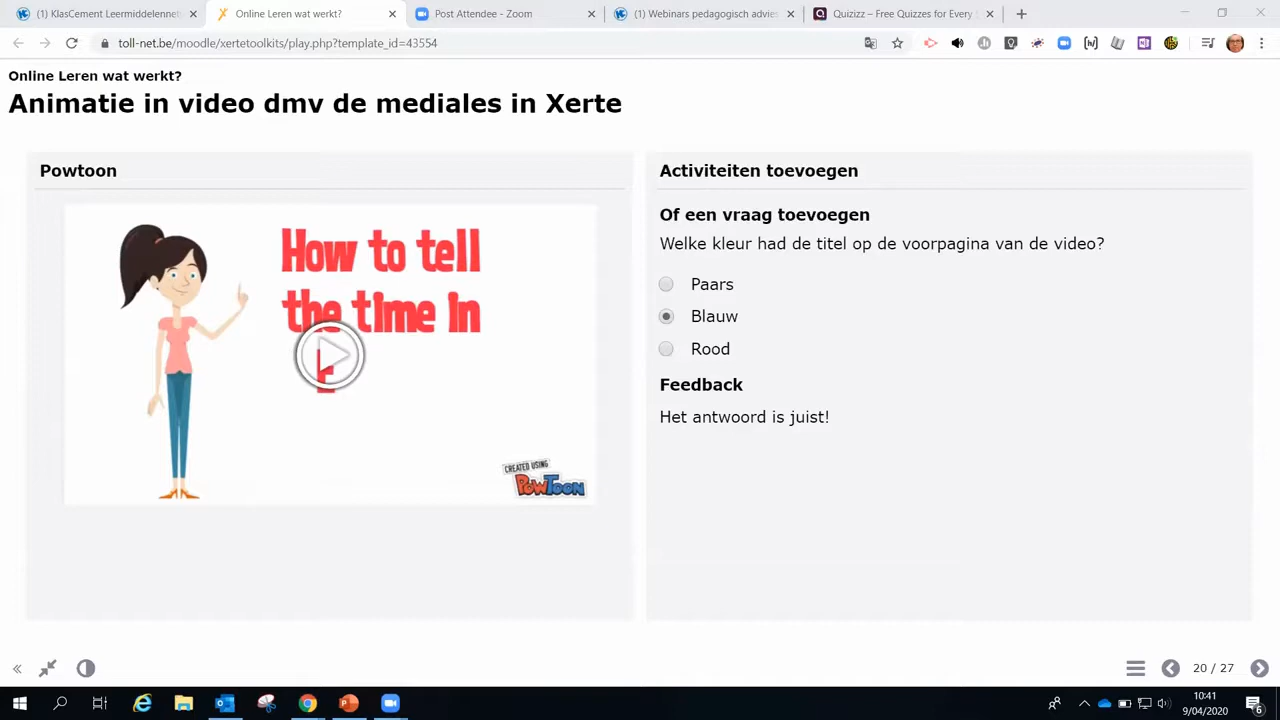 (1) KlasCement Leermiddelennet
Online Leren wat werkt?
Post Attendee - Zoom
(1) Webinars pedagogisch advies
Quizizz – Free Quizzes for Every
toll-net.be/moodle/xertetoolkits/play.php?template_id=43554
Online Leren wat werkt?
Animatie in video dmv de mediales in Xerte
Powtoon
How to tell
the time in
E
CREATED USING
POWTOON
Activiteiten toevoegen
Of een vraag toevoegen
Welke kleur had de titel op de voorpagina van de video?
Paars
Blauw
Rood
Feedback
Het antwoord is juist!
20 / 27
10:41
9/04/2020
6